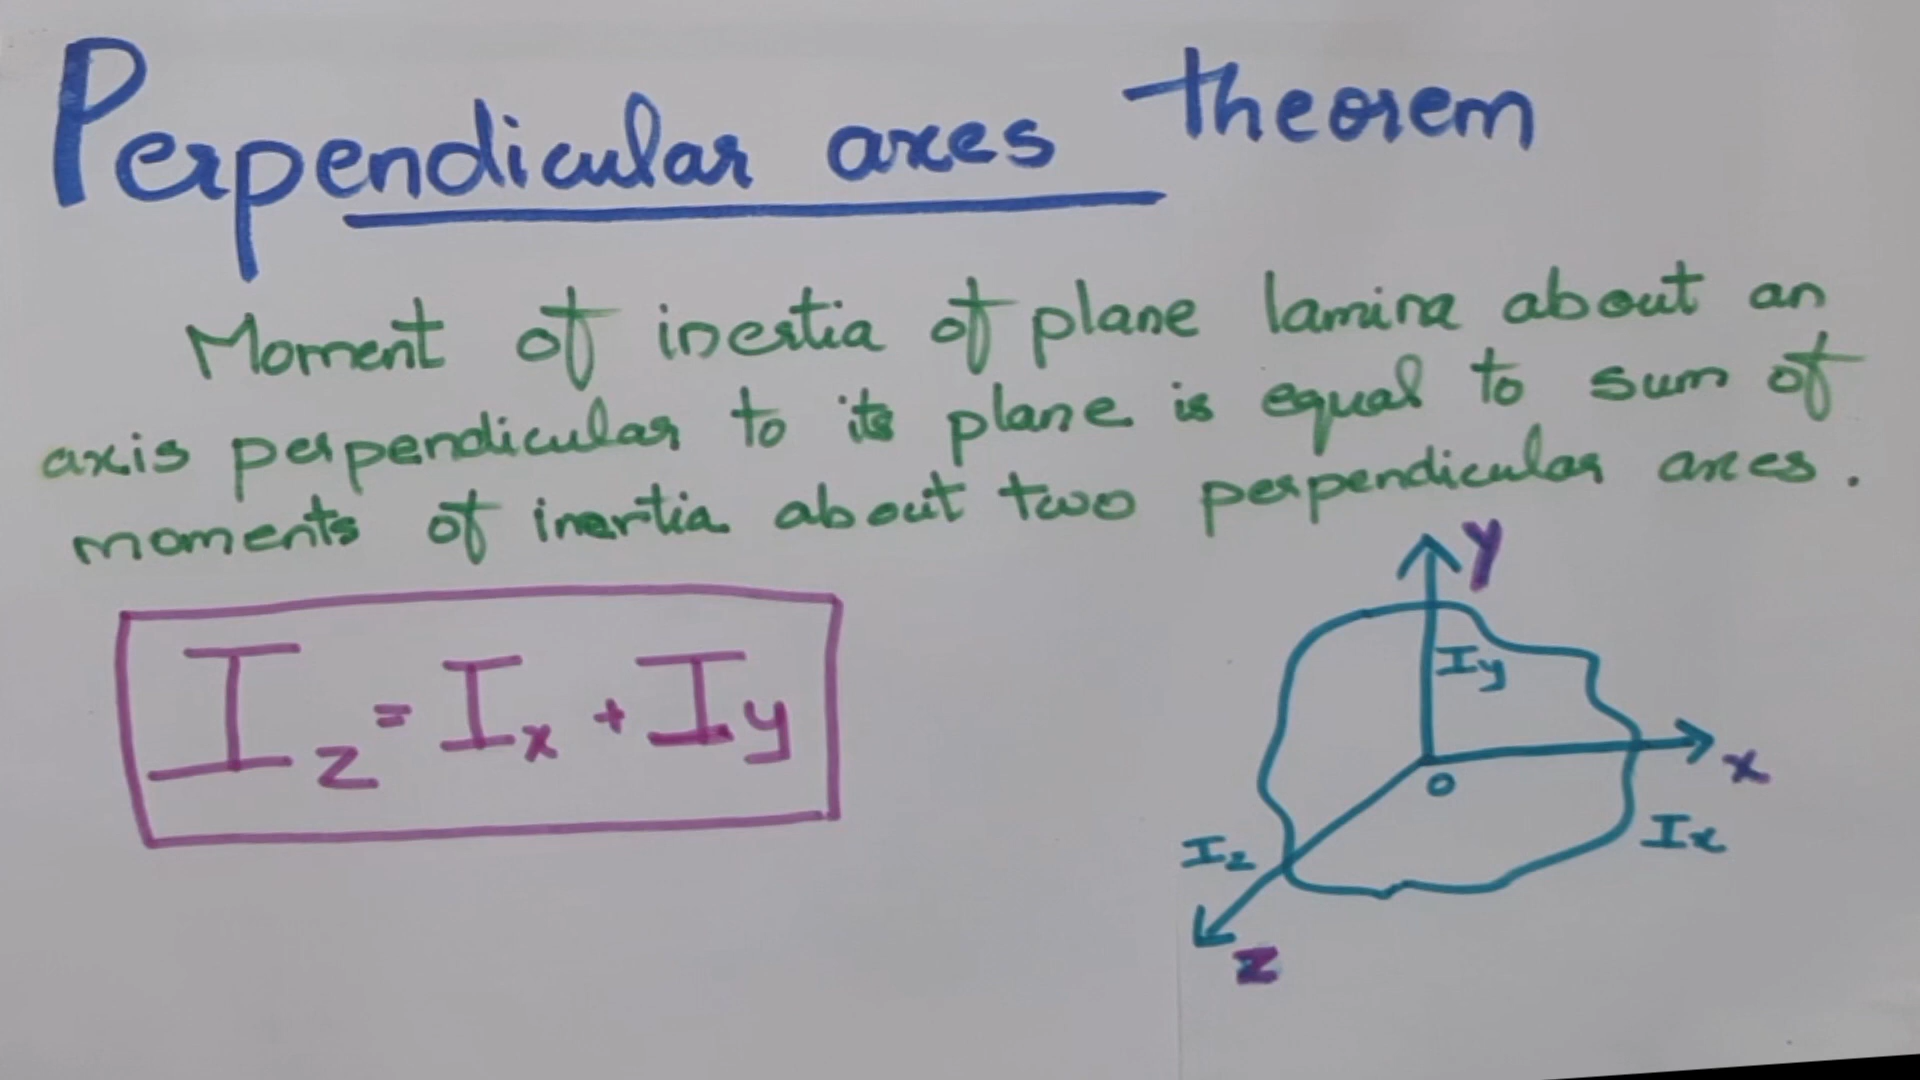 Perpendicular axes theorem
Moment of inertia of plane lamina about an
axis perpendicular to its plane is equal to sum of
moments of inertia about two perpendicular axes.
Iz = Ix + Iy
y
Iy
x
o
Ix
Iz
z